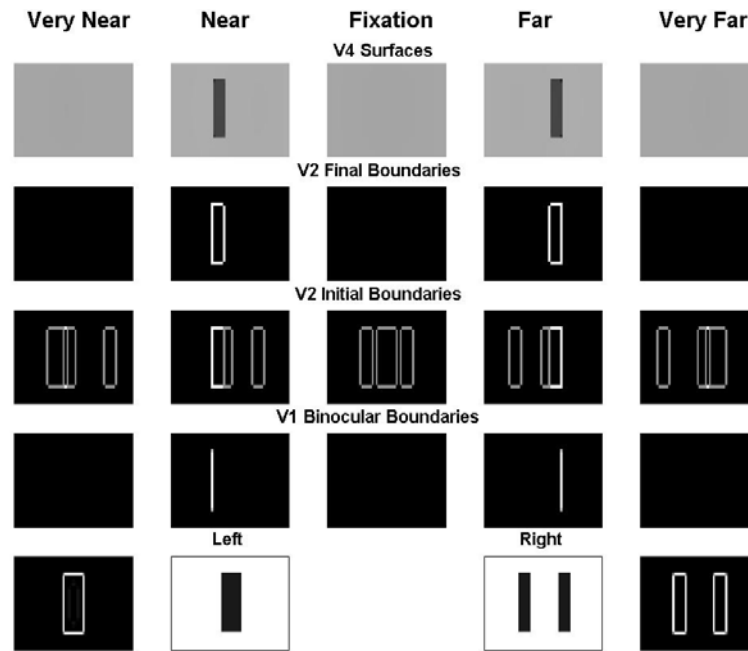 Very Near Near Fixation Far Very Far
V4 Surfaces
V2 Final Boundaries
V2 Initial Boundaries
V1 Binocular Boundaries
Left Right